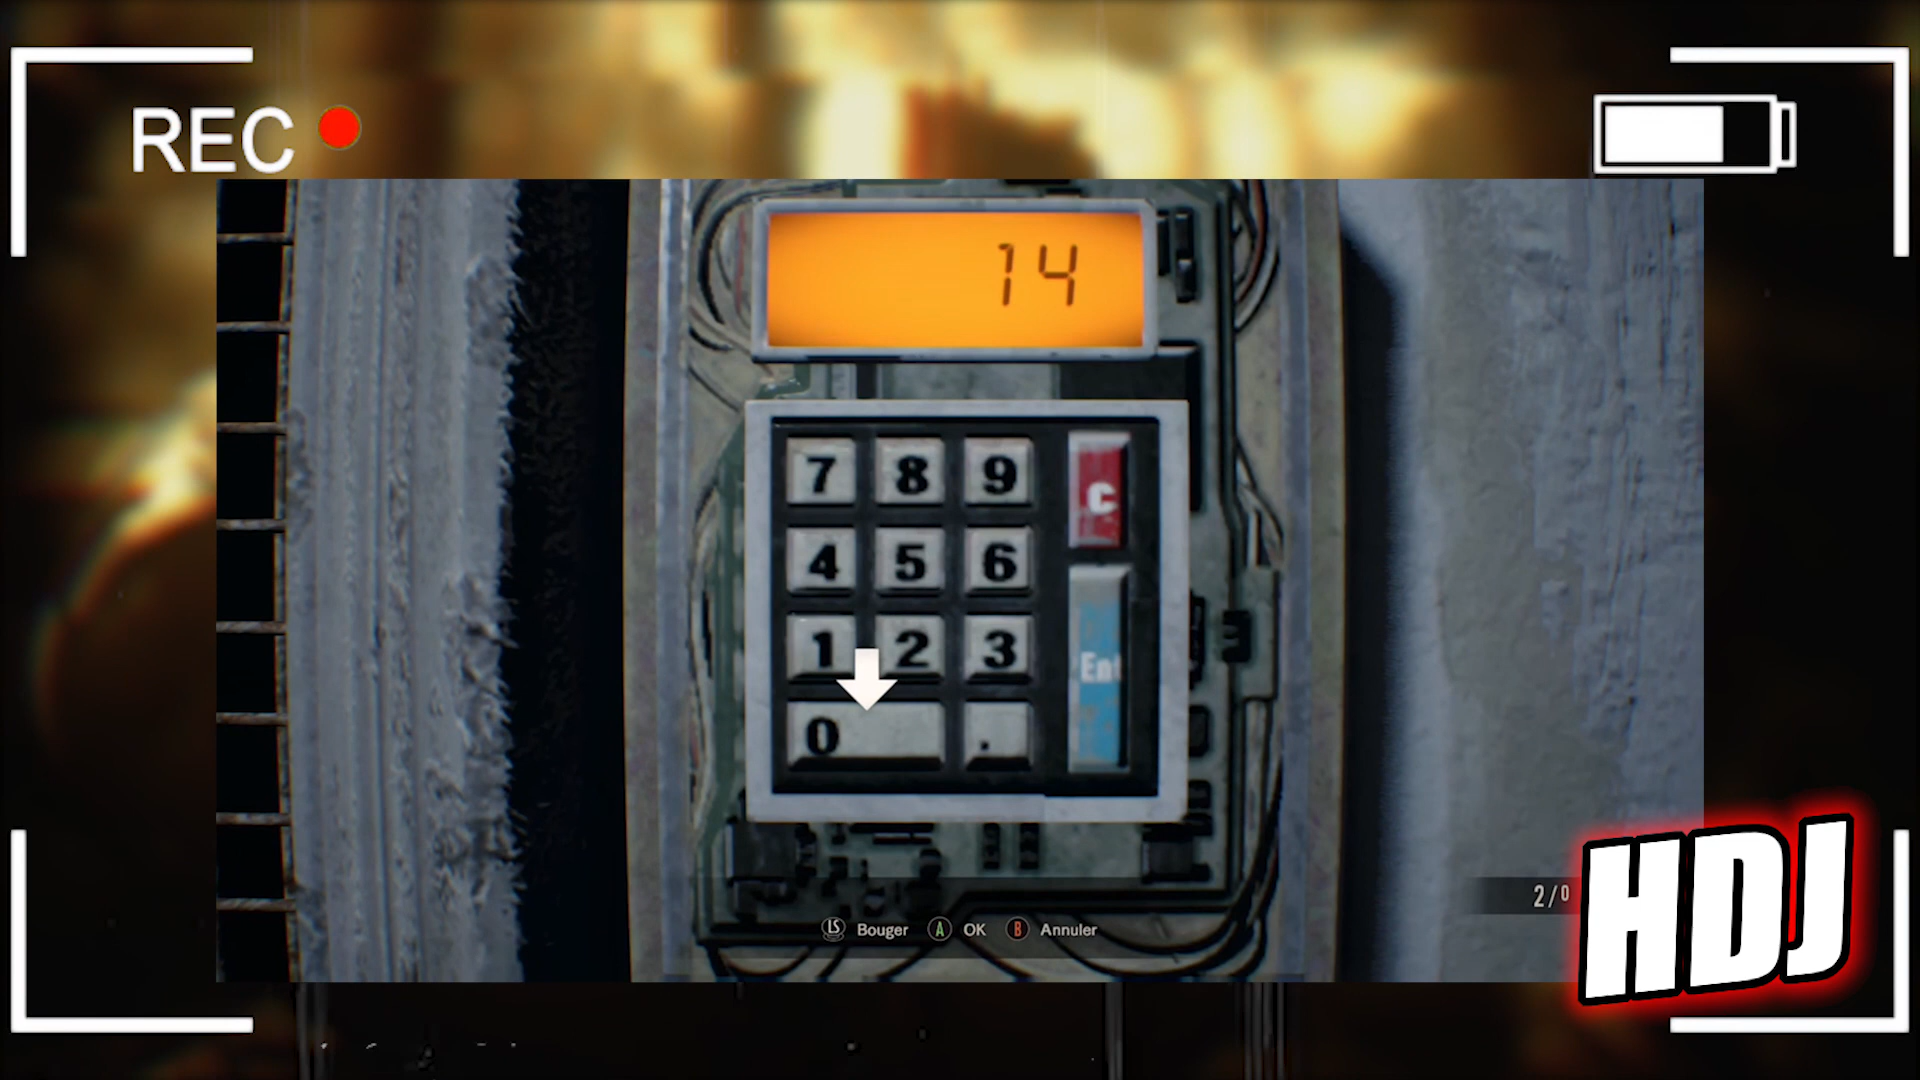 REC
14
7 8 9 C
4 5 6
1 2 3 Ent
0 .
2/0
LS Bouger A OK B Annuler
HDJ